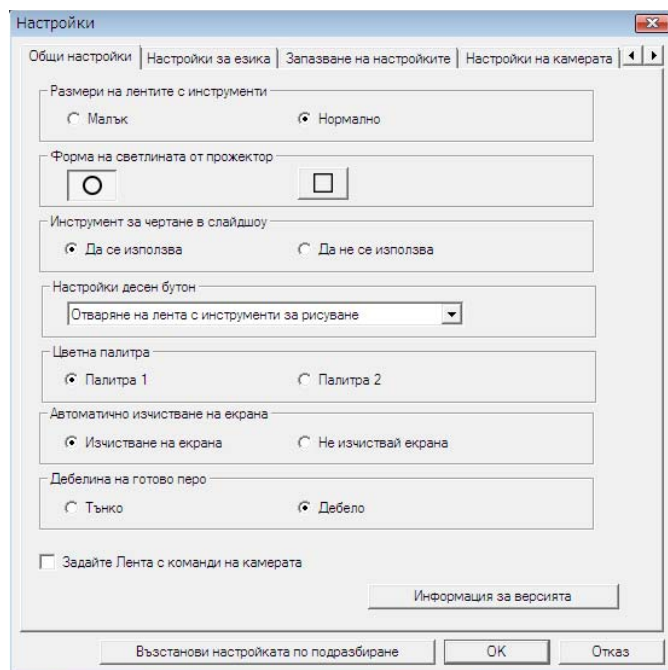 Настройки
Общи настройки Настройки за езика Запазване на настройките Настройки на камерата
Размери на лентите с инструменти
Малък Нормално
Форма на светлината от прожектор
Инструмент за чертане в слайдшоу
Да се използва Да не се използва
Настройки десен бутон
Отваряне на лента с инструменти за рисуване
Цветна палитра
Палитра 1 Палитра 2
Автоматично изчистване на екрана
Изчистване на екрана Не изчиствай екрана
Дебелина на готово перо
Тънко Дебело
Задайте Лента с команди на камерата
Информация за версията
Възстанови настройката по подразбиране OK Отказ